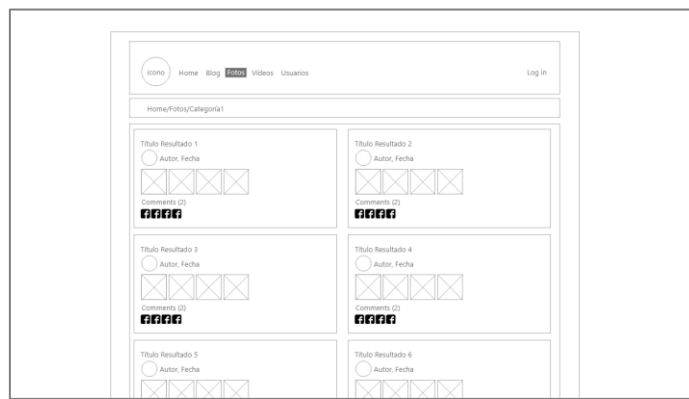 icono Home Blog Fotos Vídeos Usuarios Log in
Home/Fotos/Categoría1
Título Resultado 1
Autor, Fecha
Comments (2)
Título Resultado 2
Autor, Fecha
Comments (2)
Título Resultado 3
Autor, Fecha
Comments (2)
Título Resultado 4
Autor, Fecha
Comments (2)
Título Resultado 5
Autor, Fecha
Título Resultado 6
Autor, Fecha